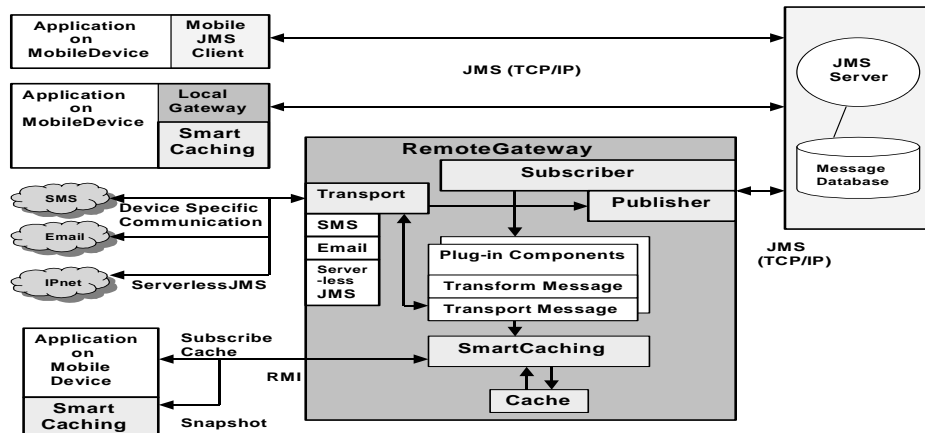 Application
on
MobileDevice
Mobile
JMS
Client
JMS (TCP/IP)
JMS
Server
Application
on
MobileDevice
Local
Gateway
Smart
Caching
Message
Database
RemoteGateway
Subscriber
Publisher
Transport
SMS
Email
Server
-less
JMS
SMS
Device Specific
Communication
Email
IPnet
ServerlessJMS
JMS
(TCP/IP)
Plug-in Components
Transform Message
Transport Message
SmartCaching
Cache
Application
on
Mobile
Device
Smart
Caching
Subscribe
Cache
RMI
Snapshot